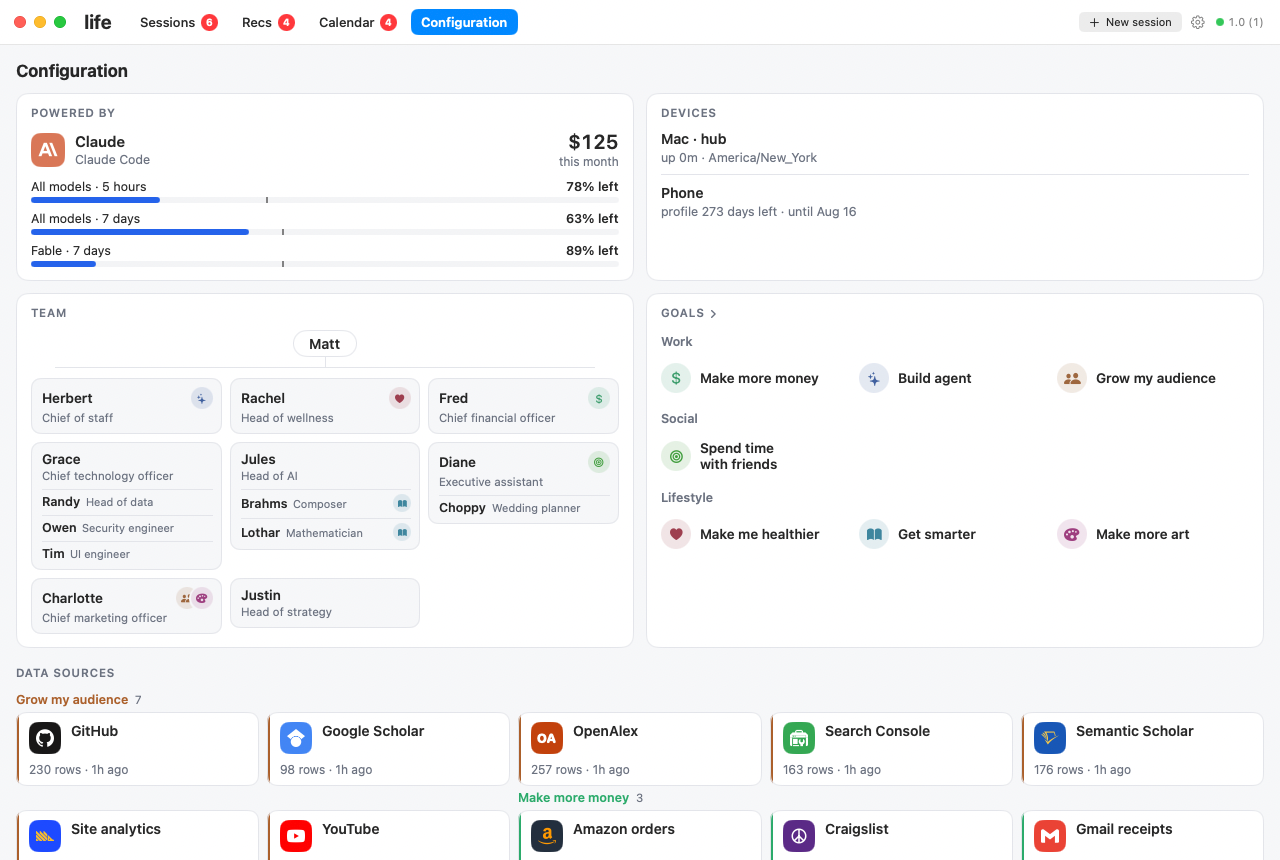 life
Sessions 6
Recs 4
Calendar 4
Configuration
+ New session
1.0 (1)
Configuration
POWERED BY
Claude
Claude Code
$125
this month
All models · 5 hours
78% left
All models · 7 days
63% left
Fable · 7 days
89% left
DEVICES
Mac · hub
up 0m · America/New_York
Phone
profile 273 days left · until Aug 16
TEAM
Matt
Herbert
Chief of staff
Rachel
Head of wellness
Fred
$
Chief financial officer
Grace
Chief technology officer
Randy Head of data
Owen Security engineer
Tim UI engineer
Jules
Head of AI
Brahms Composer
Lothar Mathematician
Diane
Executive assistant
Choppy Wedding planner
Charlotte
Chief marketing officer
Justin
Head of strategy
GOALS >
Work
$ Make more money
Build agent
Grow my audience
Social
Spend time
with friends
Lifestyle
Make me healthier
Get smarter
Make more art
DATA SOURCES
Grow my audience 7
GitHub
230 rows · 1h ago
Google Scholar
98 rows · 1h ago
OA OpenAlex
257 rows · 1h ago
Search Console
163 rows · 1h ago
Semantic Scholar
176 rows · 1h ago
Make more money 3
Site analytics
YouTube
a Amazon orders
Craigslist
Gmail receipts